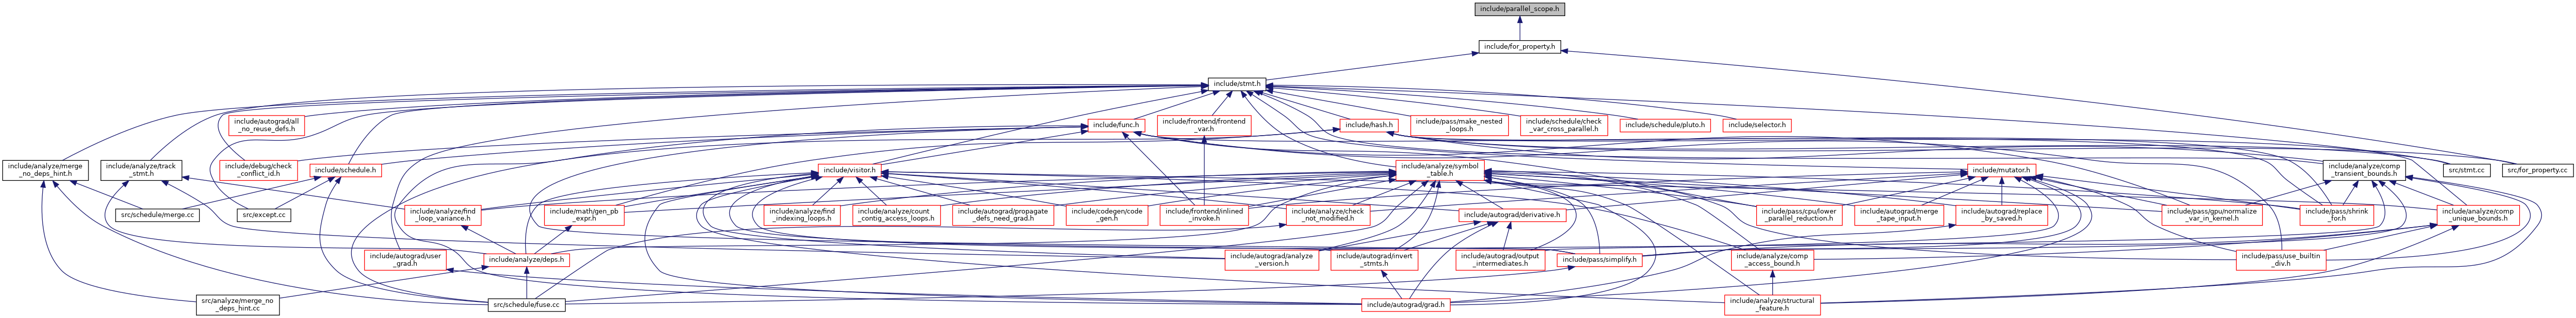 include/parallel_scope.h
include/for_property.h
include/stmt.h
include/autograd/all
_no_reuse_defs.h
include/func.h
include/frontend/frontend
_var.h
include/hash.h
include/pass/make_nested
_loops.h
include/schedule/check
_var_cross_parallel.h
include/schedule/pluto.h
include/selector.h
include/analyze/merge
_no_deps_hint.h
include/analyze/track
_stmt.h
include/debug/check
_conflict_id.h
include/schedule.h
include/visitor.h
include/analyze/symbol
_table.h
include/mutator.h
include/analyze/comp
_transient_bounds.h
src/stmt.cc
src/for_property.cc
src/schedule/merge.cc
src/except.cc
include/analyze/find
_loop_variance.h
include/math/gen_pb
_expr.h
include/analyze/find
_indexing_loops.h
include/analyze/count
_contig_access_loops.h
include/autograd/propagate
_defs_need_grad.h
include/codegen/code
_gen.h
include/frontend/inlined
_invoke.h
include/analyze/check
_not_modified.h
include/autograd/derivative.h
include/pass/cpu/lower
_parallel_reduction.h
include/autograd/merge
_tape_input.h
include/autograd/replace
_by_saved.h
include/pass/gpu/normalize
_var_in_kernel.h
include/pass/shrink
_for.h
include/analyze/comp
_unique_bounds.h
include/autograd/user
_grad.h
include/analyze/deps.h
include/autograd/analyze
_version.h
include/autograd/invert
_stmts.h
include/autograd/output
_intermediates.h
include/pass/simplify.h
include/analyze/comp
_access_bound.h
include/pass/use_builtin
_div.h
src/analyze/merge_no
_deps_hint.cc
src/schedule/fuse.cc
include/autograd/grad.h
include/analyze/structural
_feature.h